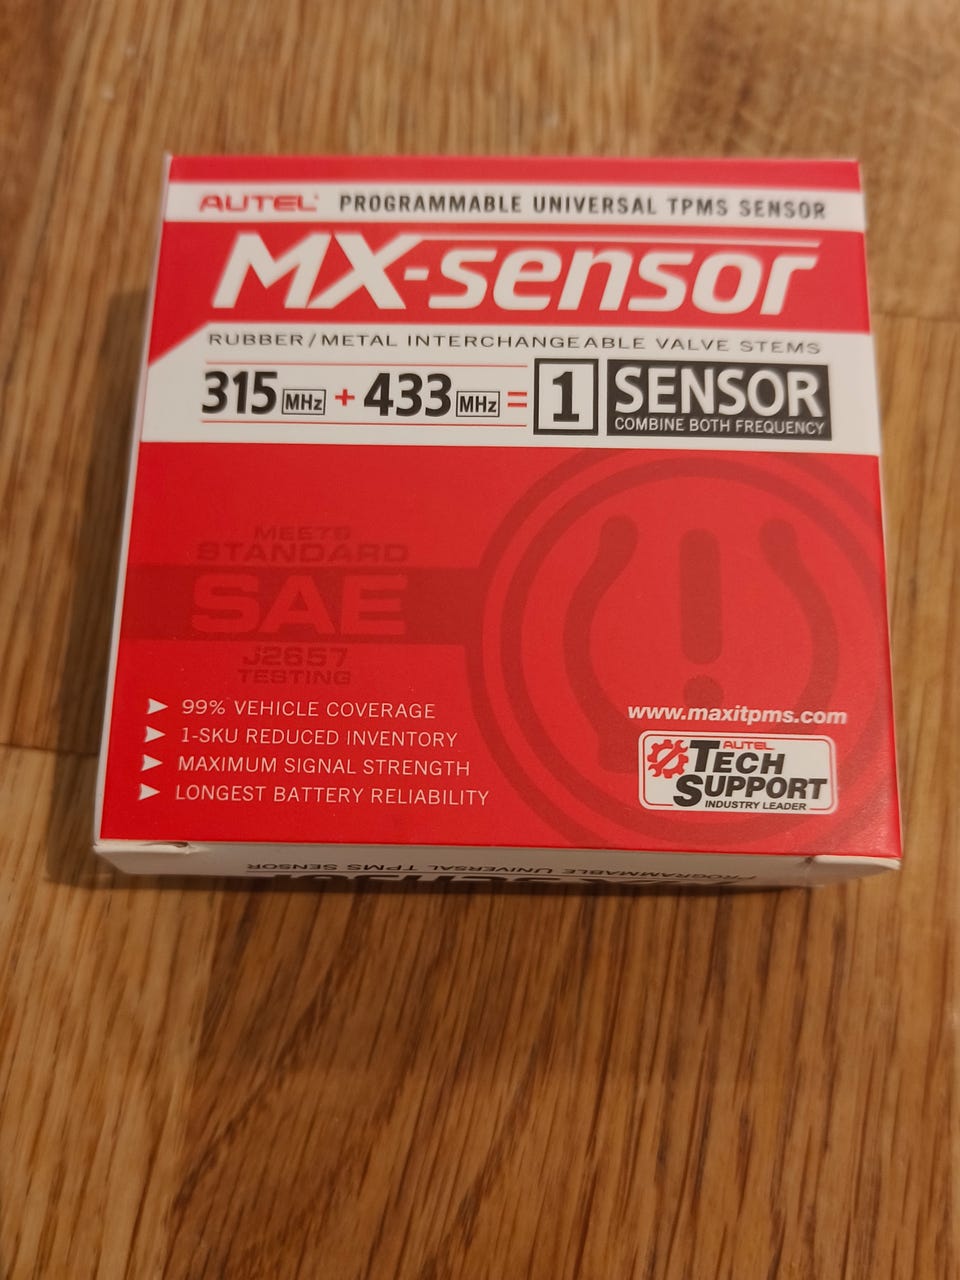 AUTEL® PROGRAMMABLE UNIVERSAL TPMS SENSOR
MX-sensor
RUBBER/METAL INTERCHANGEABLE VALVE STEMS
315 MHz + 433 MHz = 1 SENSOR
COMBINE BOTH FREQUENCY
MEETS
STANDARD
SAE
J2657
TESTING
➤ 99% VEHICLE COVERAGE
➤ 1-SKU REDUCED INVENTORY
➤ MAXIMUM SIGNAL STRENGTH
➤ LONGEST BATTERY RELIABILITY
www.maxitpms.com
AUTEL
TECH
SUPPORT
INDUSTRY LEADER
PROGRAMMABLE UNIVERSAL TPMS SENSOR